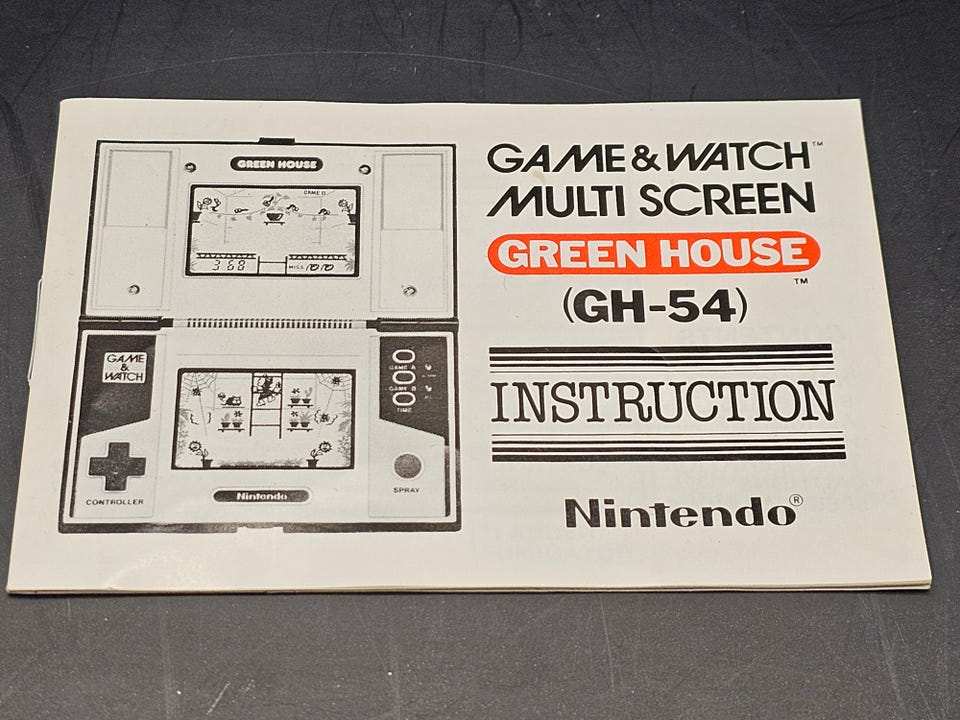 GREEN HOUSE
GAME B
368
MISS
GAME
&
WATCH
GAME A
GAME B
TIME
CONTROLLER
SPRAY
Nintendo
GAME & WATCH™
MULTI SCREEN
GREEN HOUSE
™
(GH-54)
INSTRUCTION
Nintendo®